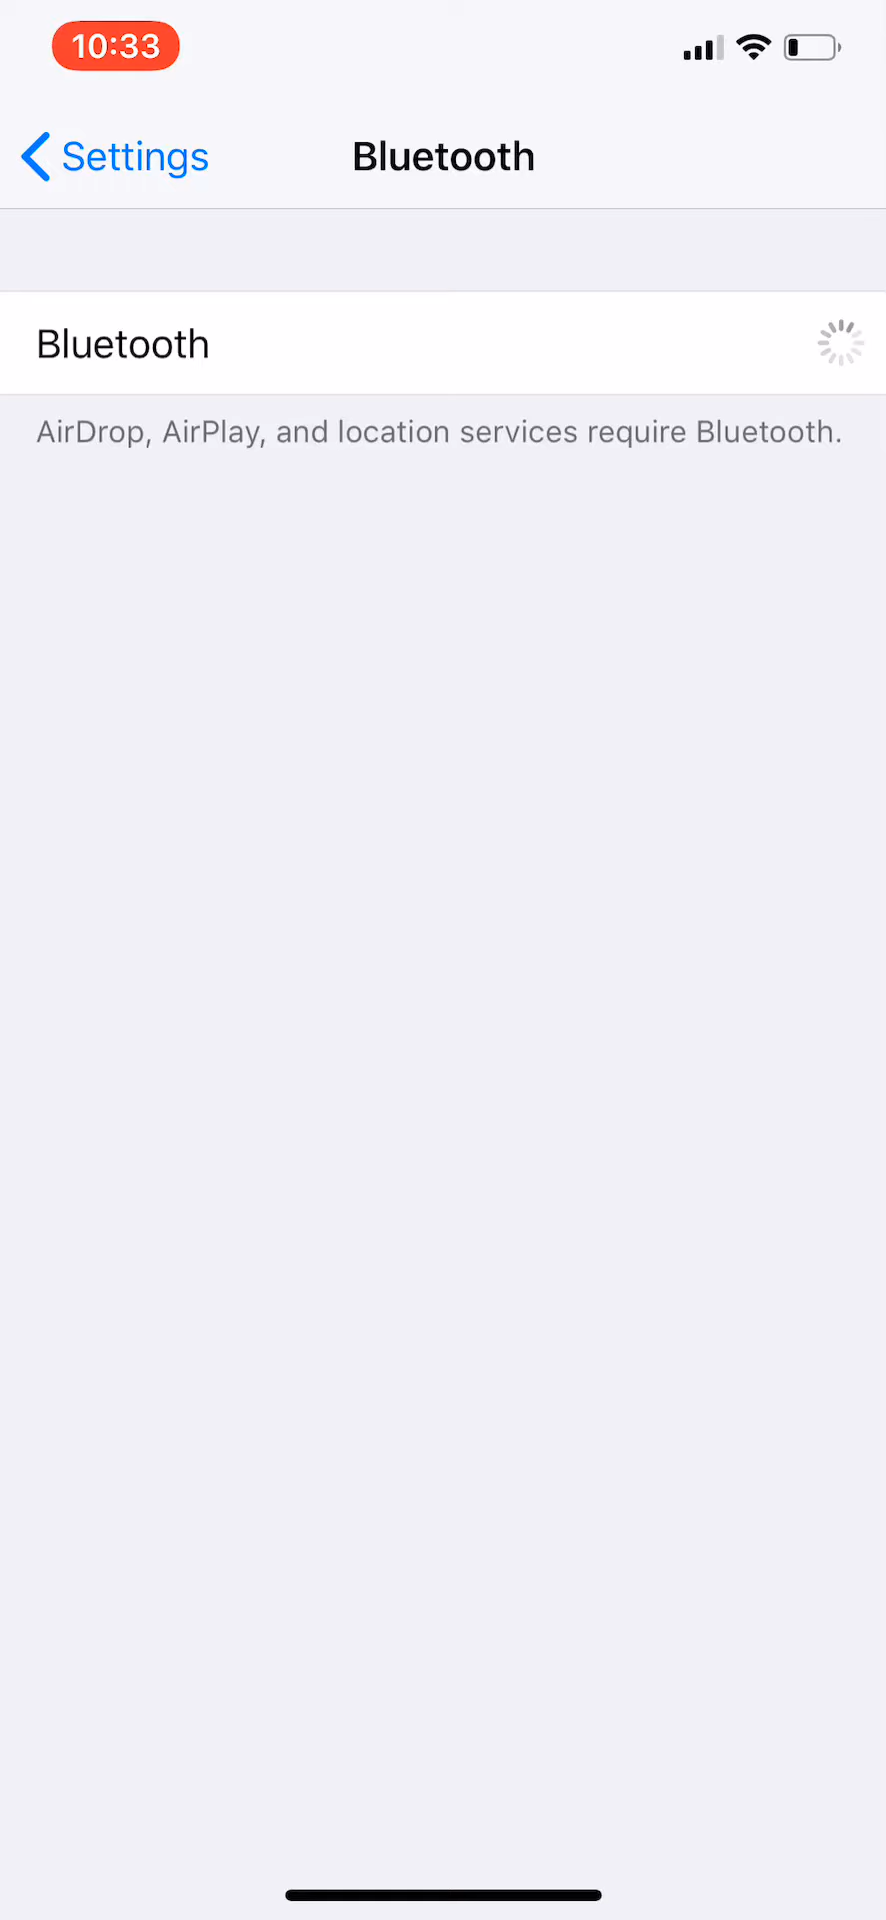 10:33
Settings
Bluetooth
Bluetooth
AirDrop, AirPlay, and location services require Bluetooth.